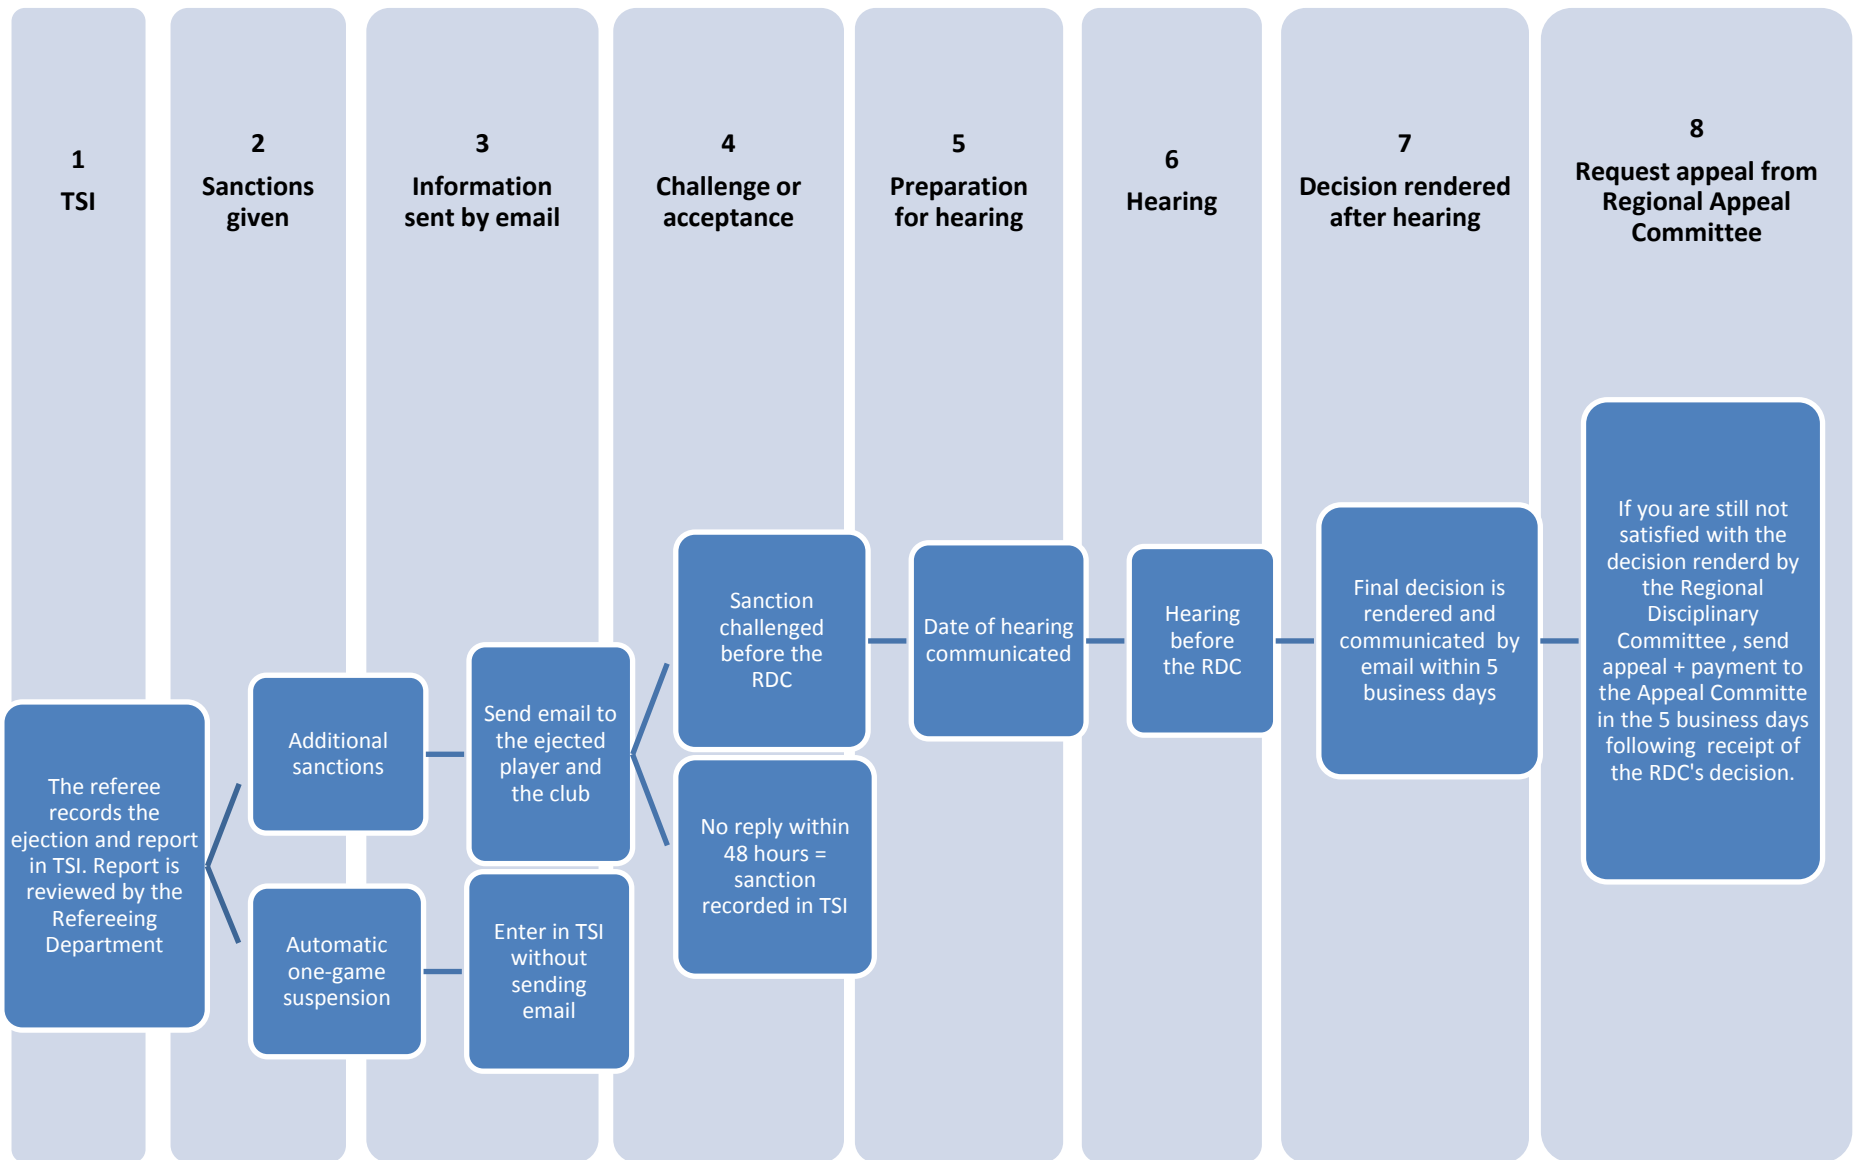 1
TSI
2
Sanctions
given
3
Information
sent by email
4
Challenge or
acceptance
5
Preparation
for hearing
6
Hearing
7
Decision rendered
after hearing
8
Request appeal from
Regional Appeal
Committee
The referee
records the
ejection and report
in TSI. Report is
reviewed by the
Refereeing
Department
Additional
sanctions
Automatic
one-game
suspension
Send email to
the ejected
player and
the club
Enter in TSI
without
sending
email
Sanction
challenged
before the
RDC
No reply within
48 hours =
sanction
recorded in TSI
Date of hearing
communicated
Hearing
before
the RDC
Final decision is
rendered and
communicated  by
email within 5
business days
If you are still not
satisfied with the
decision renderd by
the Regional
Disciplinary
Committee , send
appeal + payment to
the Appeal Committe
in the 5 business days
following  receipt of
the RDC's decision.